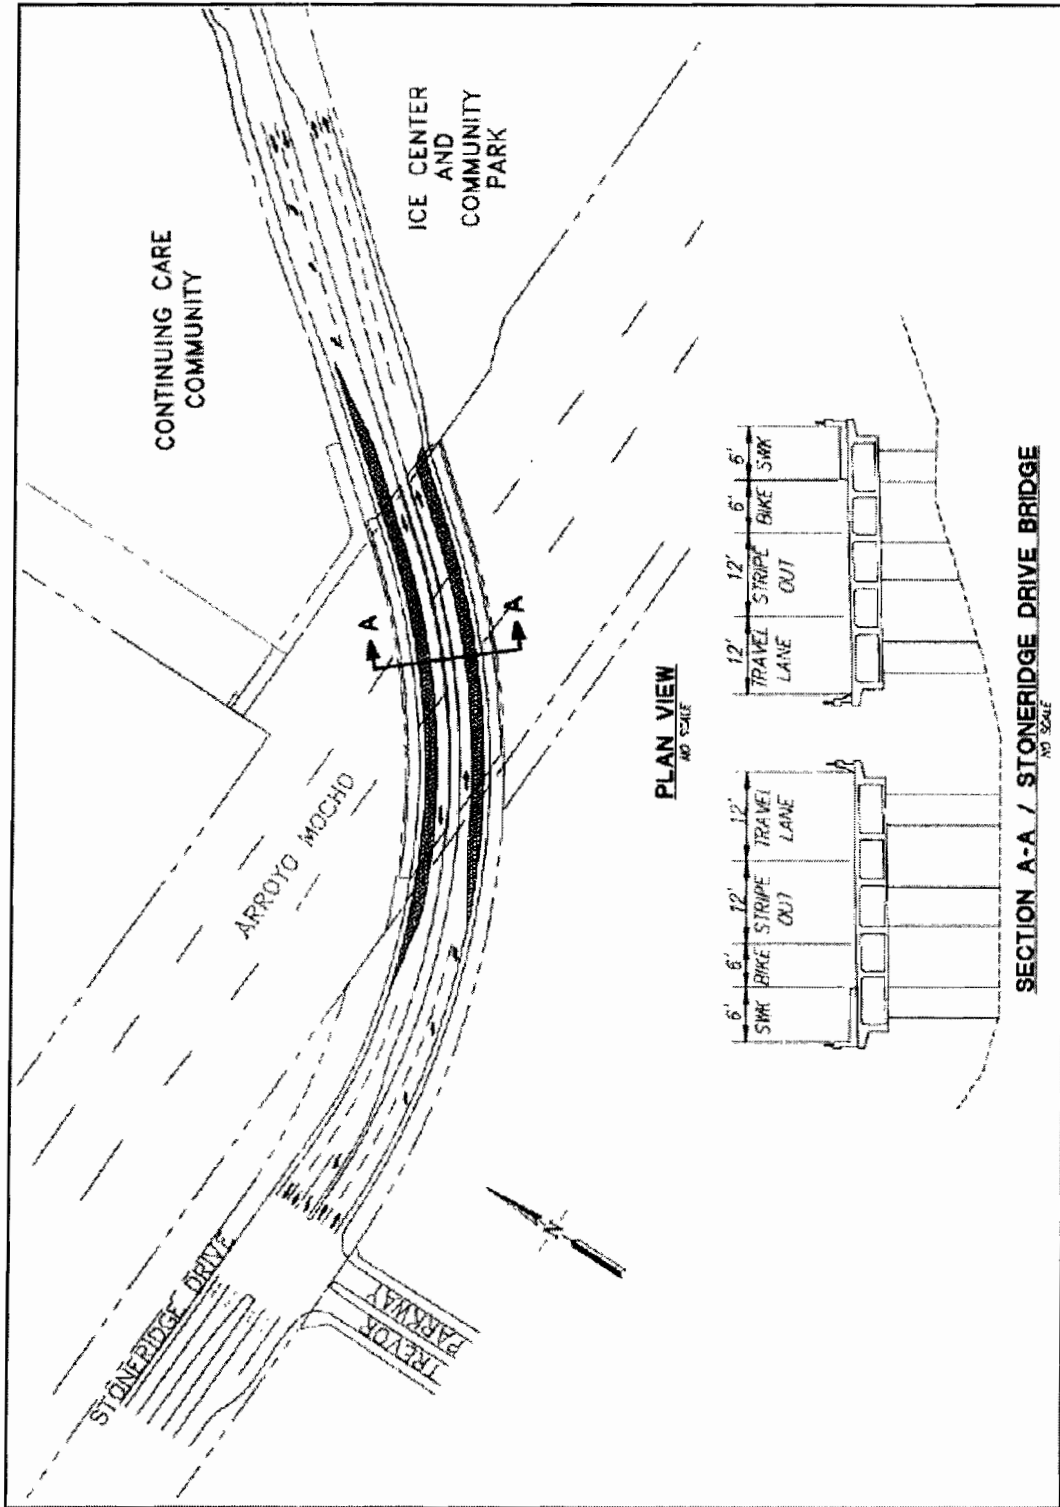 CONTINUING CARE
COMMUNITY
ICE CENTER
AND
COMMUNITY
PARK
A
A
ARROYO MOCHO
STONERIDGE DRIVE
TREVOR
PARKWAY
N
PLAN VIEW
NO SCALE
6'
6'
12'
12'
SWK
BIKE
STRIPE
OUT
TRAVEL
LANE
12'
12'
6'
6'
TRAVEL
LANE
STRIPE
OUT
BIKE
SWK
SECTION A-A / STONERIDGE DRIVE BRIDGE
NO SCALE